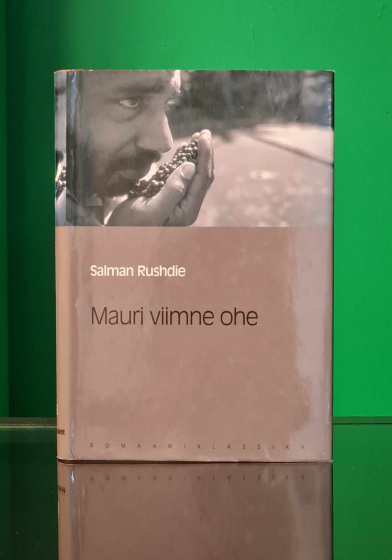 Salman Rushdie
Mauri viimne ohe
ROMAANIKLASSIKA